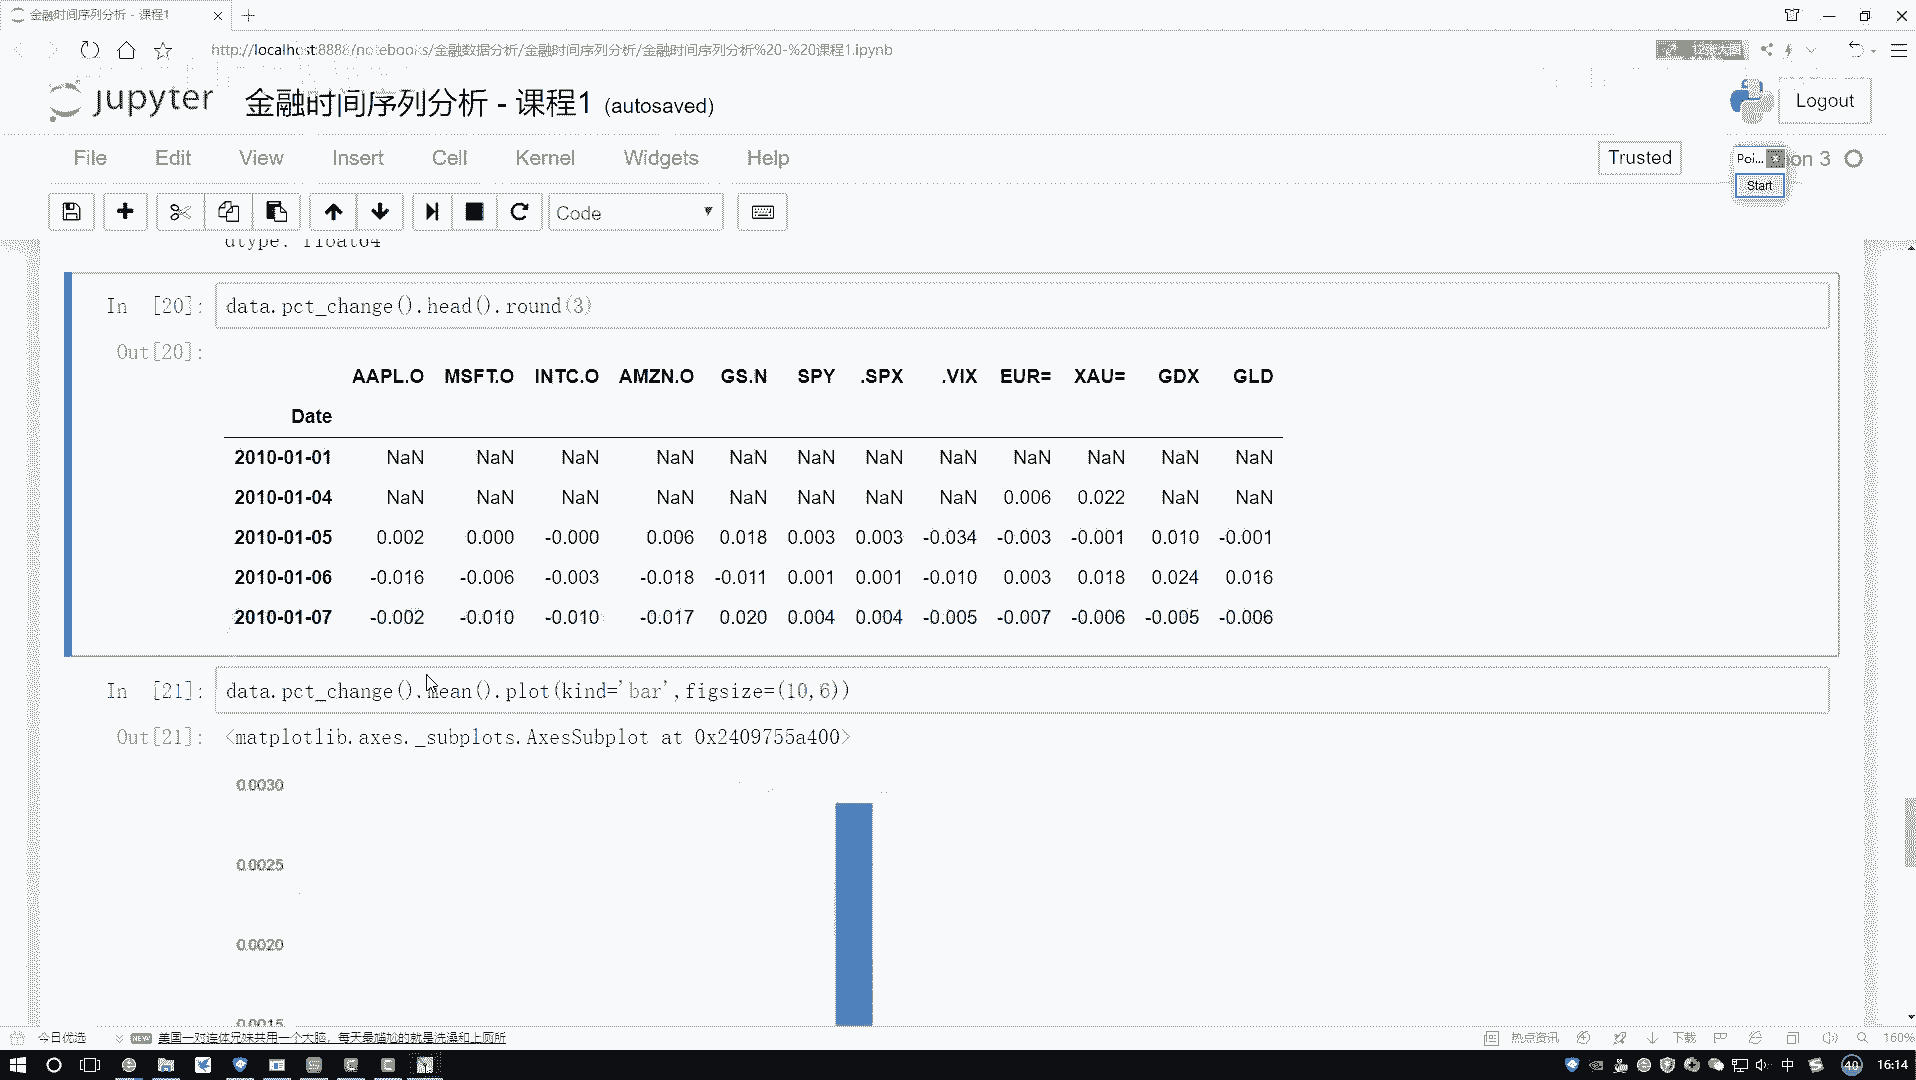 金融时间序列分析 - 课程1
http://localhost:8888/notebooks/金融数据分析/金融时间序列分析/金融时间序列分析%20-%20课程1.ipynb
12张大图
jupyter 金融时间序列分析 - 课程1 (autosaved)
Logout
File Edit View Insert Cell Kernel Widgets Help
Trusted
Poi...
on 3
Start
Code
dtype: float64
In [20]: data.pct_change().head().round(3)
Out[20]:
AAPL.O MSFT.O INTC.O AMZN.O GS.N SPY .SPX .VIX EUR= XAU= GDX GLD
Date
2010-01-01 NaN NaN NaN NaN NaN NaN NaN NaN NaN NaN NaN NaN
2010-01-04 NaN NaN NaN NaN NaN NaN NaN NaN 0.006 0.022 NaN NaN
2010-01-05 0.002 0.000 -0.000 0.006 0.018 0.003 0.003 -0.034 -0.003 -0.001 0.010 -0.001
2010-01-06 -0.016 -0.006 -0.003 -0.018 -0.011 0.001 0.001 -0.010 0.003 0.018 0.024 0.016
2010-01-07 -0.002 -0.010 -0.010 -0.017 0.020 0.004 0.004 -0.005 -0.007 -0.006 -0.005 -0.006
In [21]: data.pct_change().mean().plot(kind='bar',figsize=(10,6))
Out[21]: <matplotlib.axes._subplots.AxesSubplot at 0x2409755a400>
0.0030
0.0025
0.0020
0.0015
今日优选 NEW 美国一对连体兄妹共用一个大脑，每天最尴尬的就是洗澡和上厕所
热点资讯 下载 160%
中 40 16:14